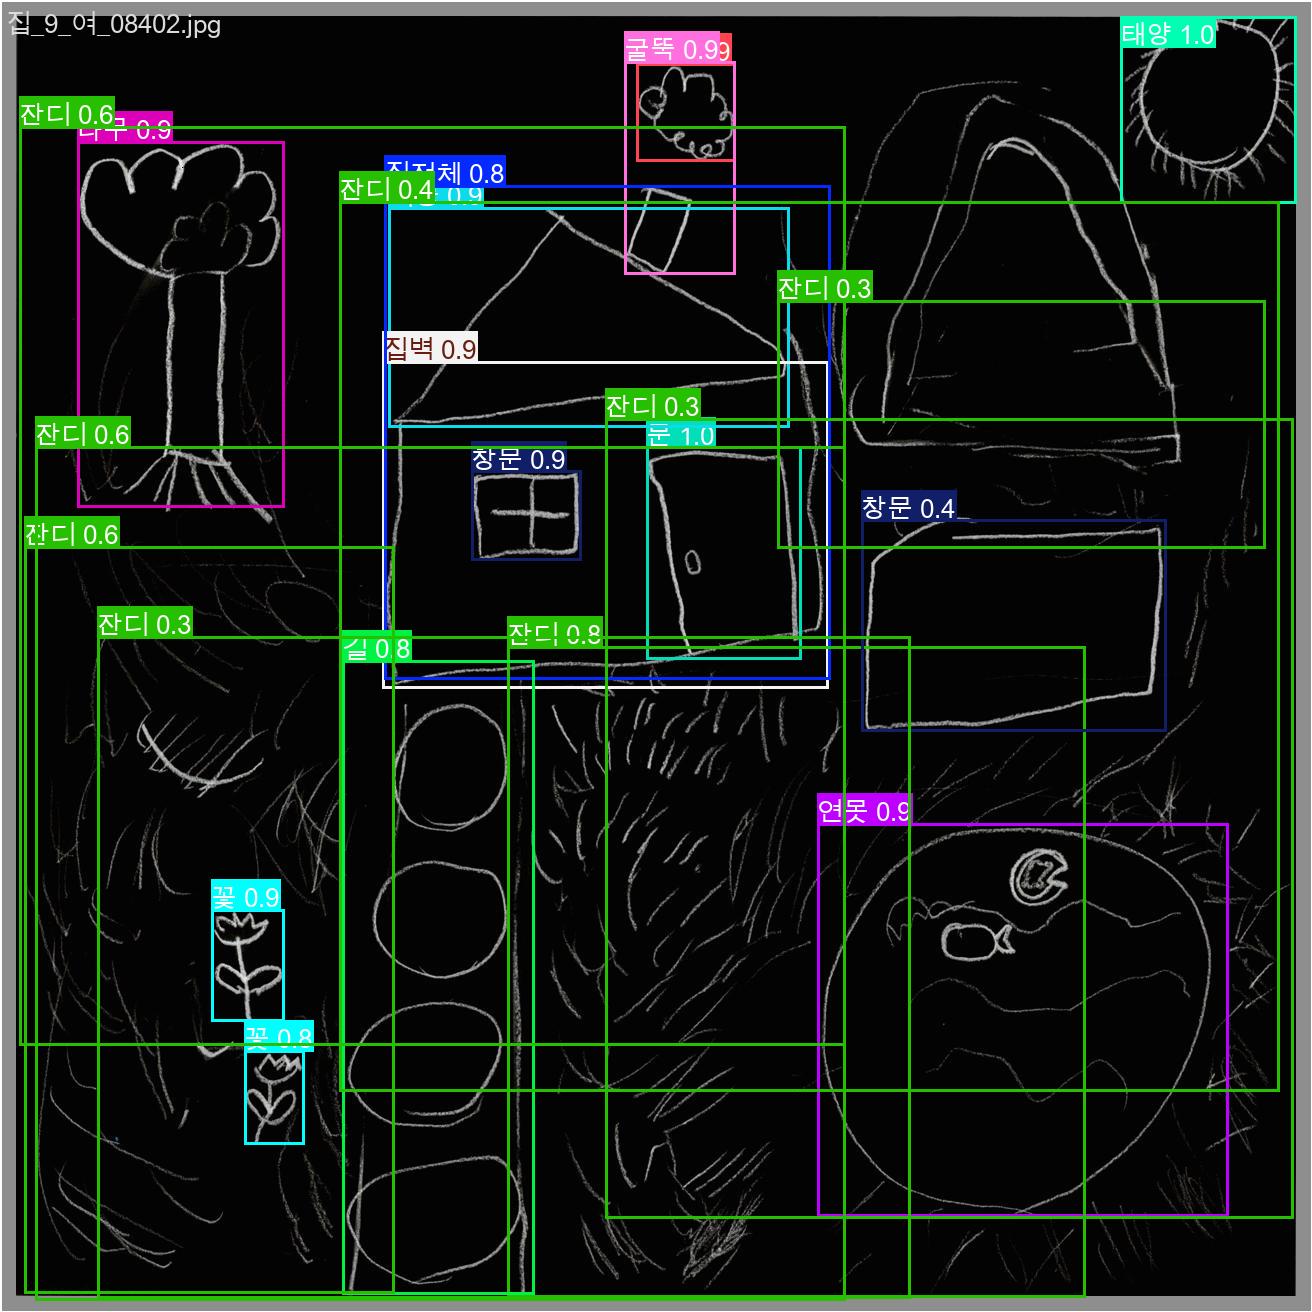 집_9_여_08402.jpg
태양 1.0
굴뚝 0.9
잔디 0.6
나무 0.9
집전체 0.8
잔디 0.4
잔디 0.3
집벽 0.9
잔디 0.3
잔디 0.6
문 1.0
창문 0.9
창문 0.4
잔디 0.6
잔디 0.3
길 0.8
잔디 0.8
연못 0.9
꽃 0.9
꽃 0.8